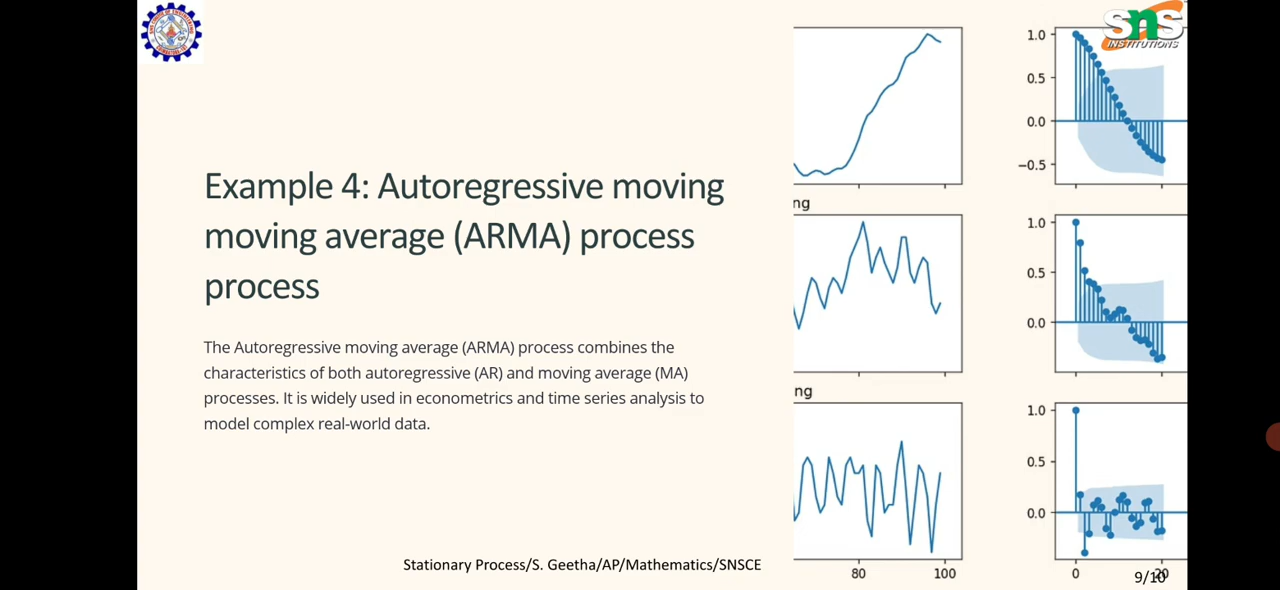 sns
INSTITUTIONS
Example 4: Autoregressive moving
moving average (ARMA) process
process
The Autoregressive moving average (ARMA) process combines the
characteristics of both autoregressive (AR) and moving average (MA)
processes. It is widely used in econometrics and time series analysis to
model complex real-world data.
1.0
0.5
0.0
−0.5
ng
1.0
0.5
0.0
ng
1.0
0.5
0.0
80
100
0
20
Stationary Process/S. Geetha/AP/Mathematics/SNSCE
9/10